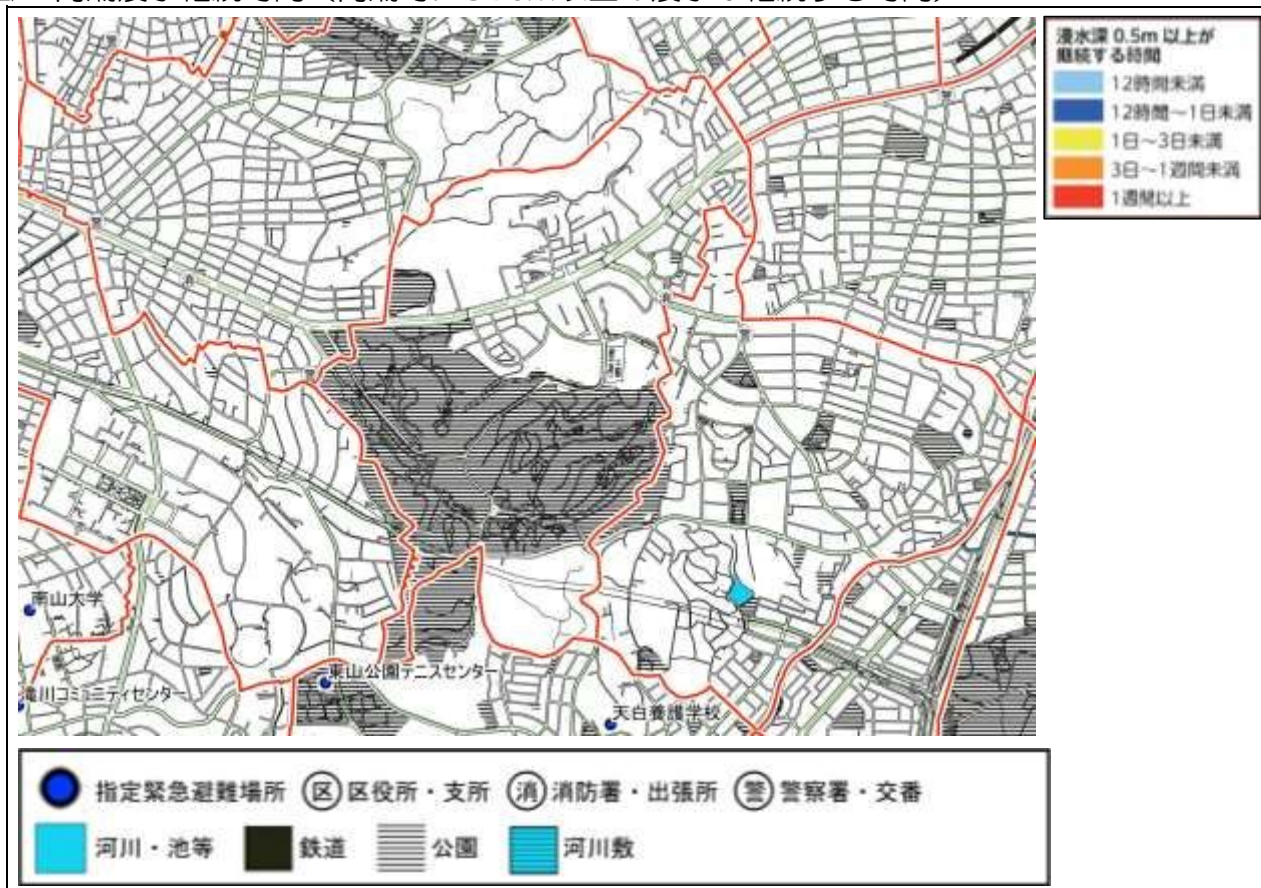 浸水深 0.5m 以上が
継続する時間
12時間未満
12時間～1日未満
1日～3日未満
3日～1週間未満
1週間以上
南山大学
東山公園テニスセンター
滝川コミュニティセンター
天白養護学校
指定緊急避難場所 区 区役所・支所 消 消防署・出張所 警 警察署・交番
河川・池等 鉄道 公園 河川敷